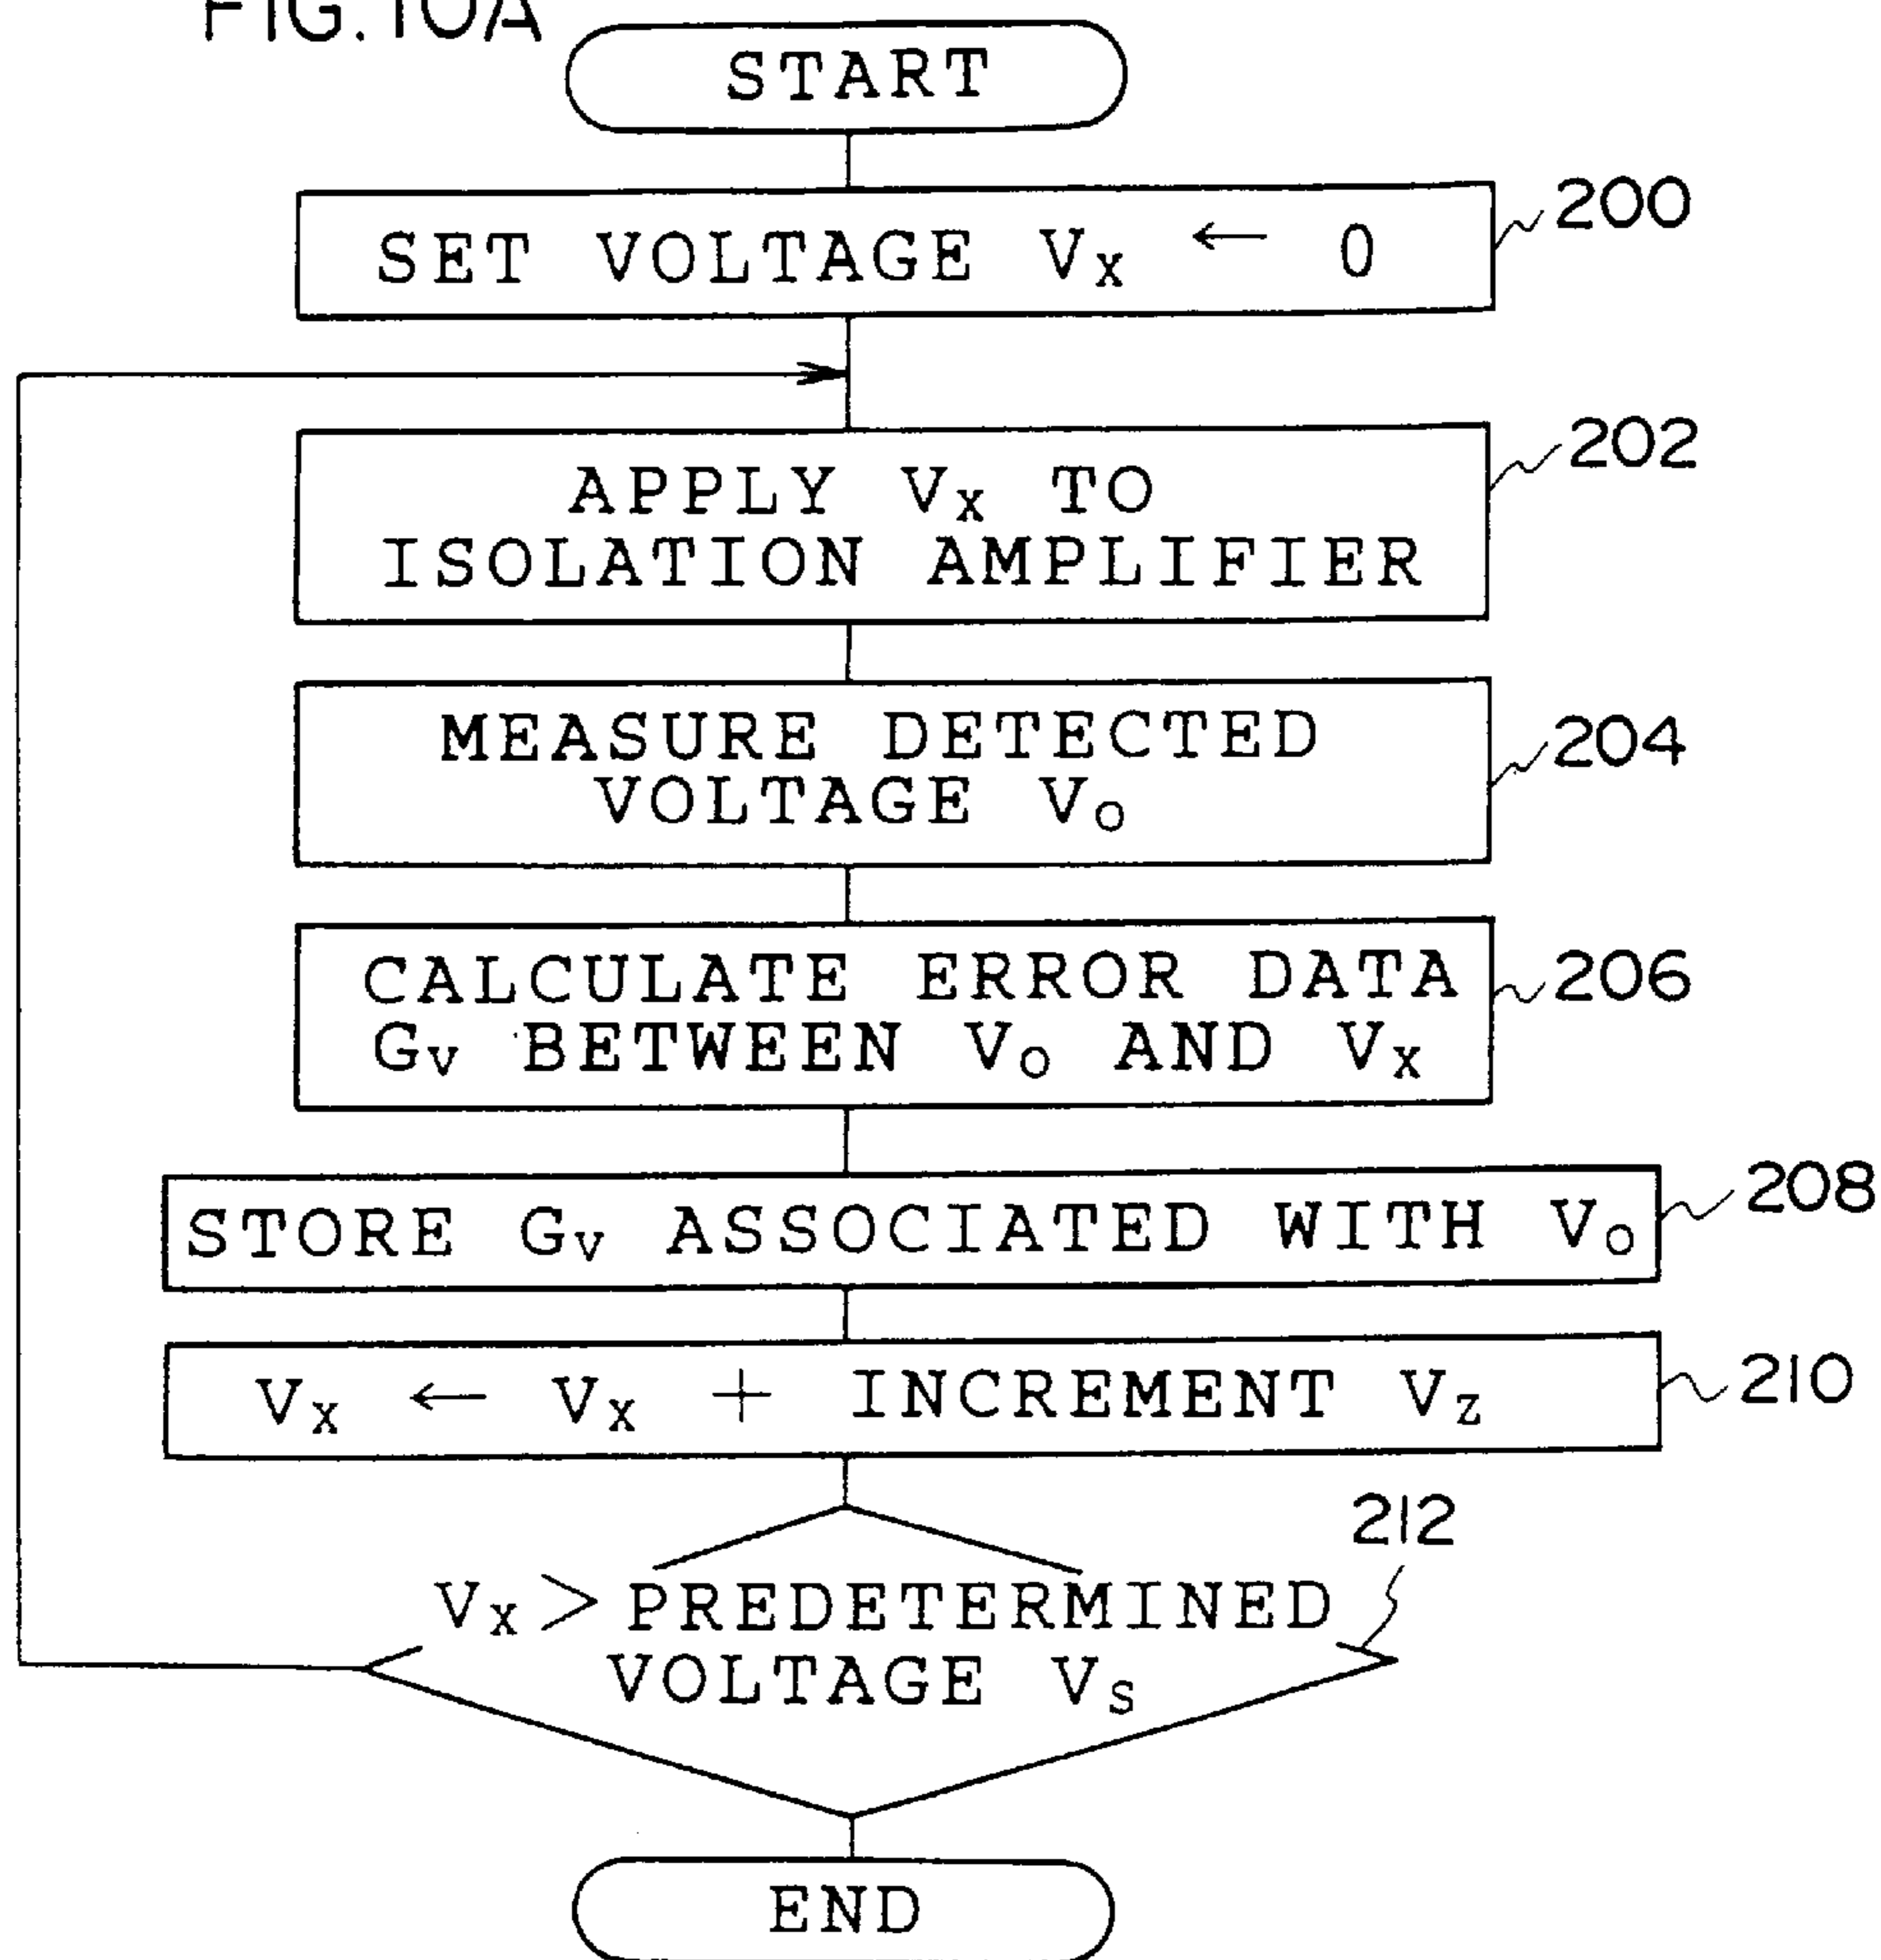 FIG. 10A
START
SET VOLTAGE Vx ← 0
200
APPLY Vx TO
ISOLATION AMPLIFIER
202
MEASURE DETECTED
VOLTAGE Vo
204
CALCULATE ERROR DATA
Gv BETWEEN Vo AND Vx
206
STORE Gv ASSOCIATED WITH Vo
208
Vx ← Vx + INCREMENT Vz
210
212
Vx > PREDETERMINED
VOLTAGE Vs
END